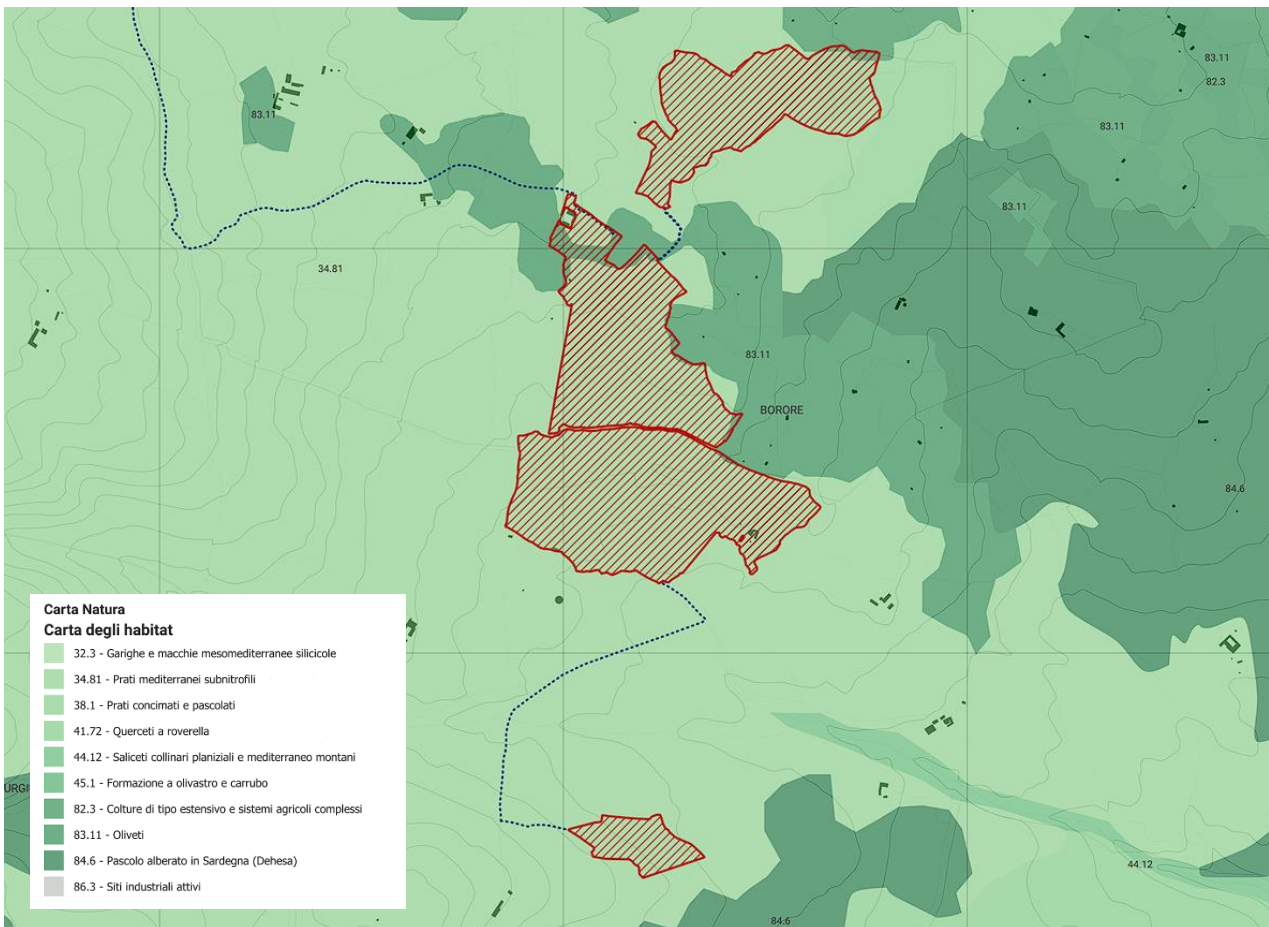 83.11
82.3
83.11
83.11
83.11
34.81
83.11
BORORE
84.6
Carta Natura
Carta degli habitat
32.3 - Garighe e macchie mesomediterranee silicicole
34.81 - Prati mediterranei subnitrofili
38.1 - Prati concimati e pascolati
41.72 - Querceti a roverella
44.12 - Saliceti collinari planiziali e mediterraneo montani
45.1 - Formazione a olivastro e carrubo
82.3 - Colture di tipo estensivo e sistemi agricoli complessi
83.11 - Oliveti
84.6 - Pascolo alberato in Sardegna (Dehesa)
86.3 - Siti industriali attivi
44.12
84.6